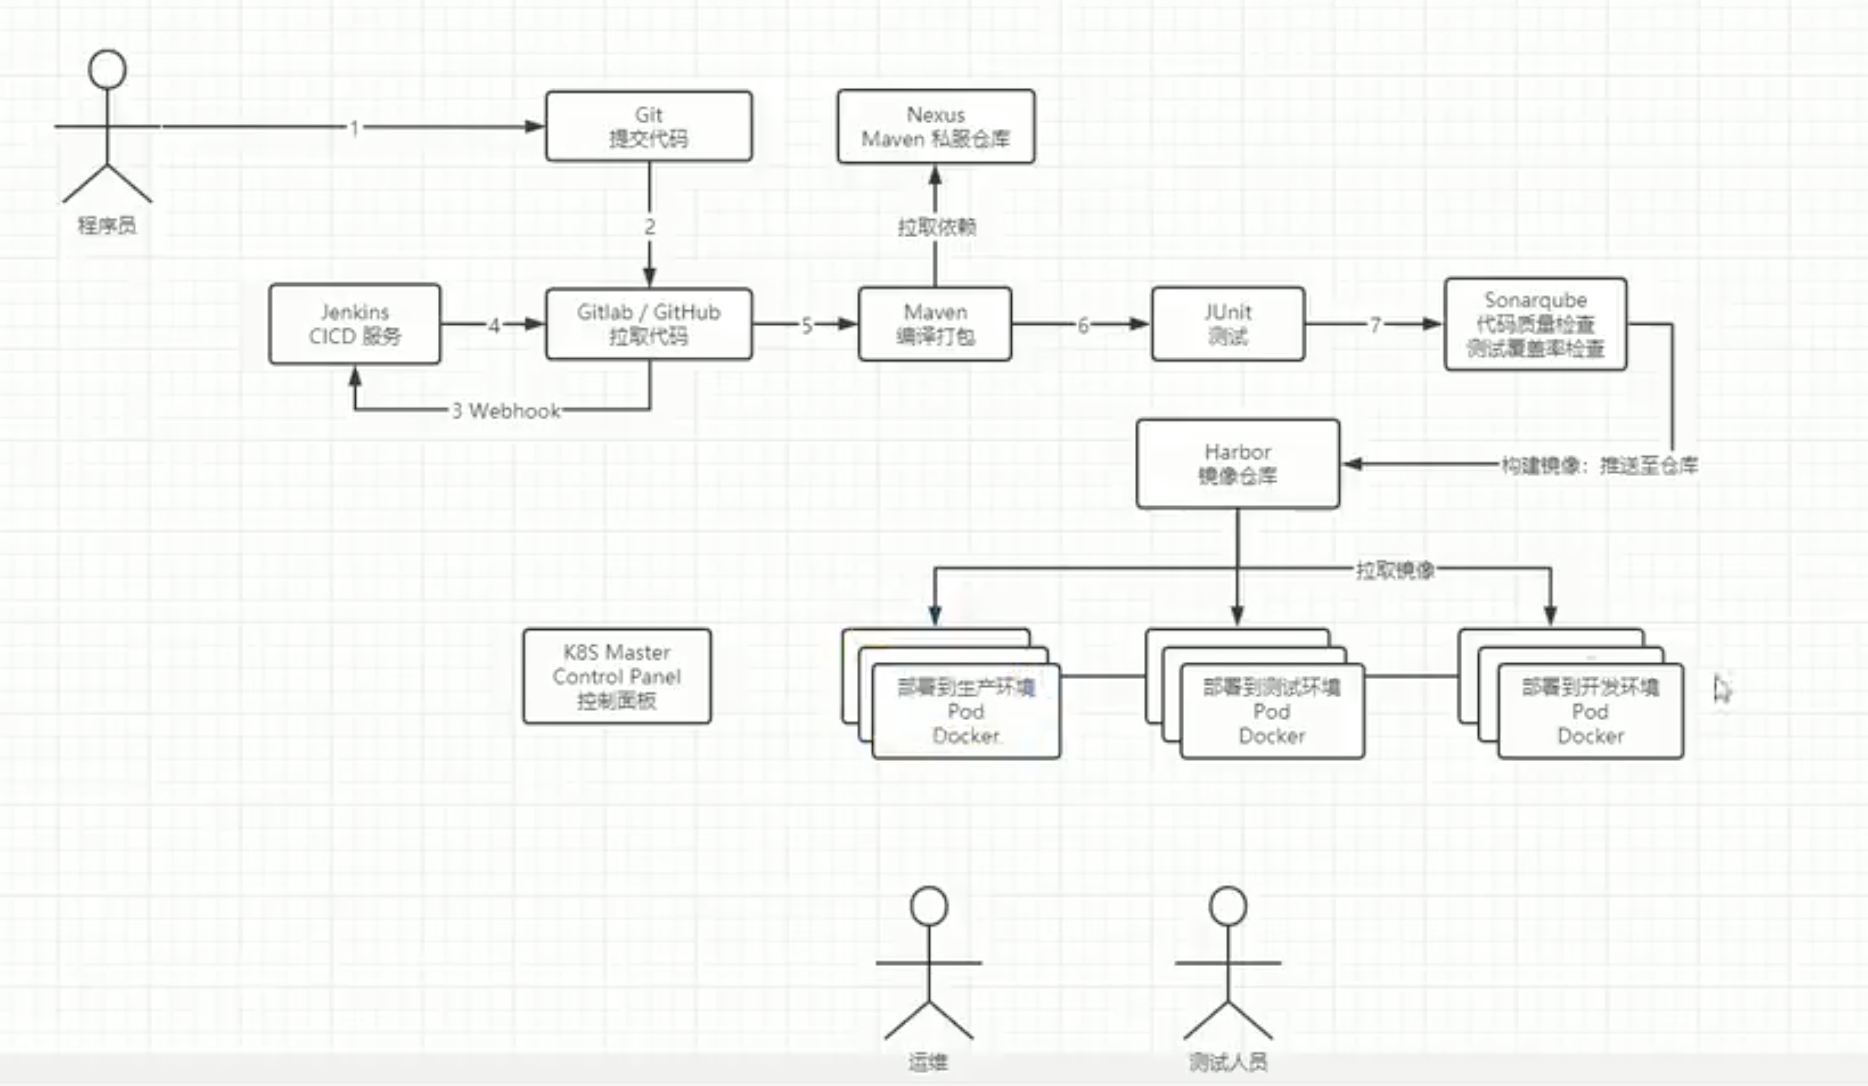 1
Git
提交代码
Nexus
Maven 私服仓库
程序员
2
拉取依赖
Jenkins
CICD 服务
4
Gitlab / GitHub
拉取代码
5
Maven
编译打包
6
JUnit
测试
7
Sonarqube
代码质量检查
测试覆盖率检查
3 Webhook
Harbor
镜像仓库
构建镜像：推送至仓库
拉取镜像
K8S Master
Control Panel
控制面板
部署到生产环境
Pod
Docker
部署到测试环境
Pod
Docker
部署到开发环境
Pod
Docker
运维
测试人员